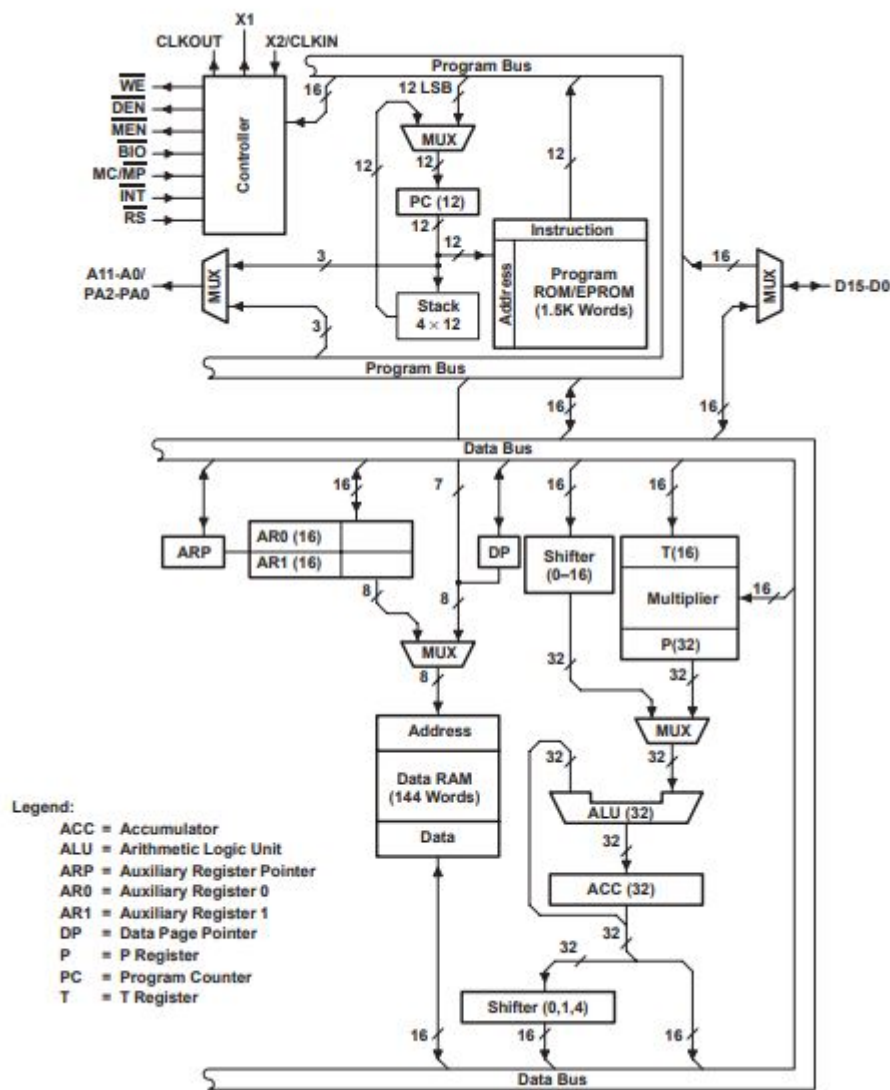 X1
CLKOUT
X2/CLKIN
Program Bus
WE
DEN
MEN
BIO
MC/MP
INT
RS
Controller
16
12 LSB
MUX
12
12
12
PC (12)
12
12
Instruction
Address
Program
ROM/EPROM
(1.5K Words)
3
A11-A0/
PA2-PA0
MUX
3
Stack
4 × 12
16
MUX
D15-D0
Program Bus
16
16
Data Bus
16
7
16
16
ARP
AR0 (16)
AR1 (16)
DP
Shifter
(0–16)
T(16)
Multiplier
P(32)
16
8
8
MUX
8
32
32
MUX
Address
Data RAM
(144 Words)
Data
32
32
ALU (32)
32
ACC (32)
32
32
Shifter (0,1,4)
16
16
16
Data Bus
Legend:
ACC = Accumulator
ALU = Arithmetic Logic Unit
ARP = Auxiliary Register Pointer
AR0 = Auxiliary Register 0
AR1 = Auxiliary Register 1
DP = Data Page Pointer
P = P Register
PC = Program Counter
T = T Register